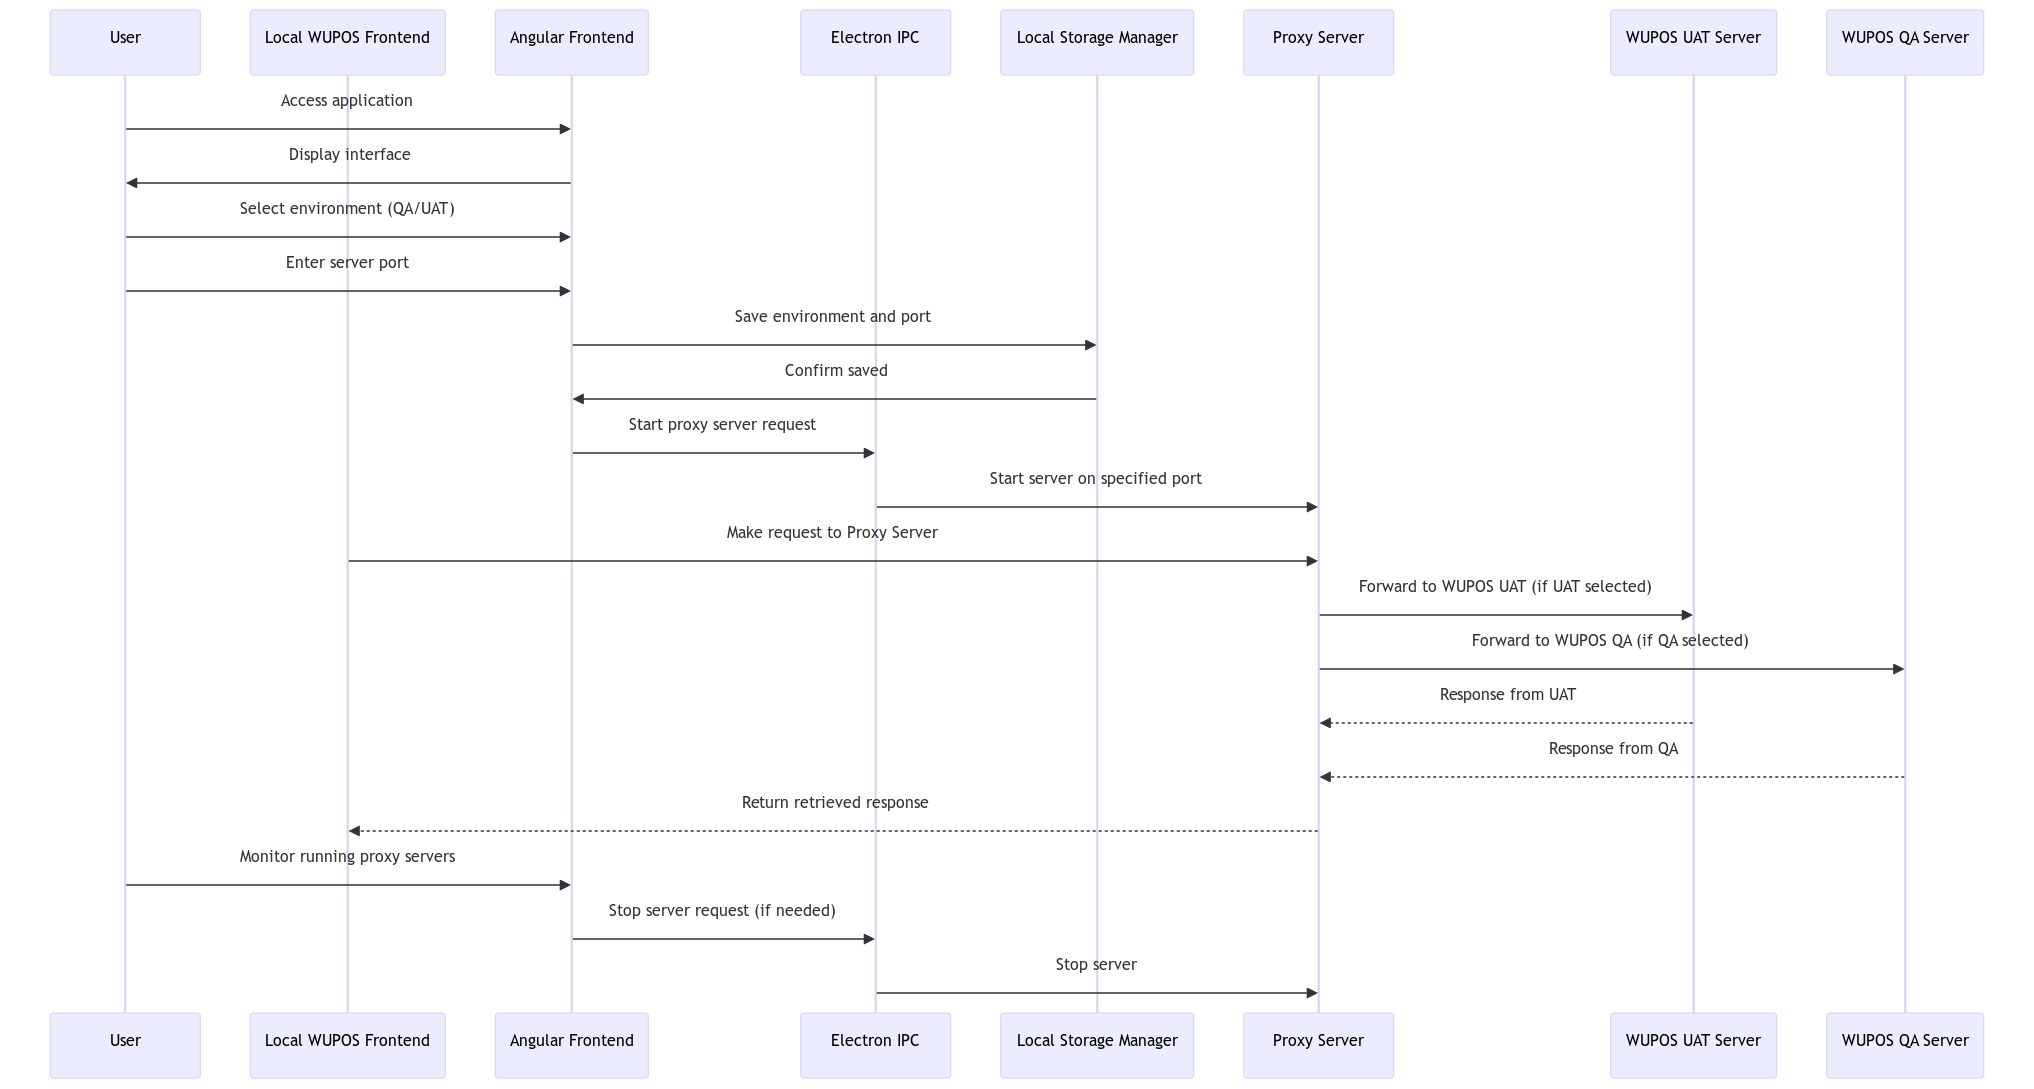 User
Local WUPOS Frontend
Angular Frontend
Electron IPC
Local Storage Manager
Proxy Server
WUPOS UAT Server
WUPOS QA Server
Access application
Display interface
Select environment (QA/UAT)
Enter server port
Save environment and port
Confirm saved
Start proxy server request
Start server on specified port
Make request to Proxy Server
Forward to WUPOS UAT (if UAT selected)
Forward to WUPOS QA (if QA selected)
Response from UAT
Response from QA
Return retrieved response
Monitor running proxy servers
Stop server request (if needed)
Stop server
User
Local WUPOS Frontend
Angular Frontend
Electron IPC
Local Storage Manager
Proxy Server
WUPOS UAT Server
WUPOS QA Server